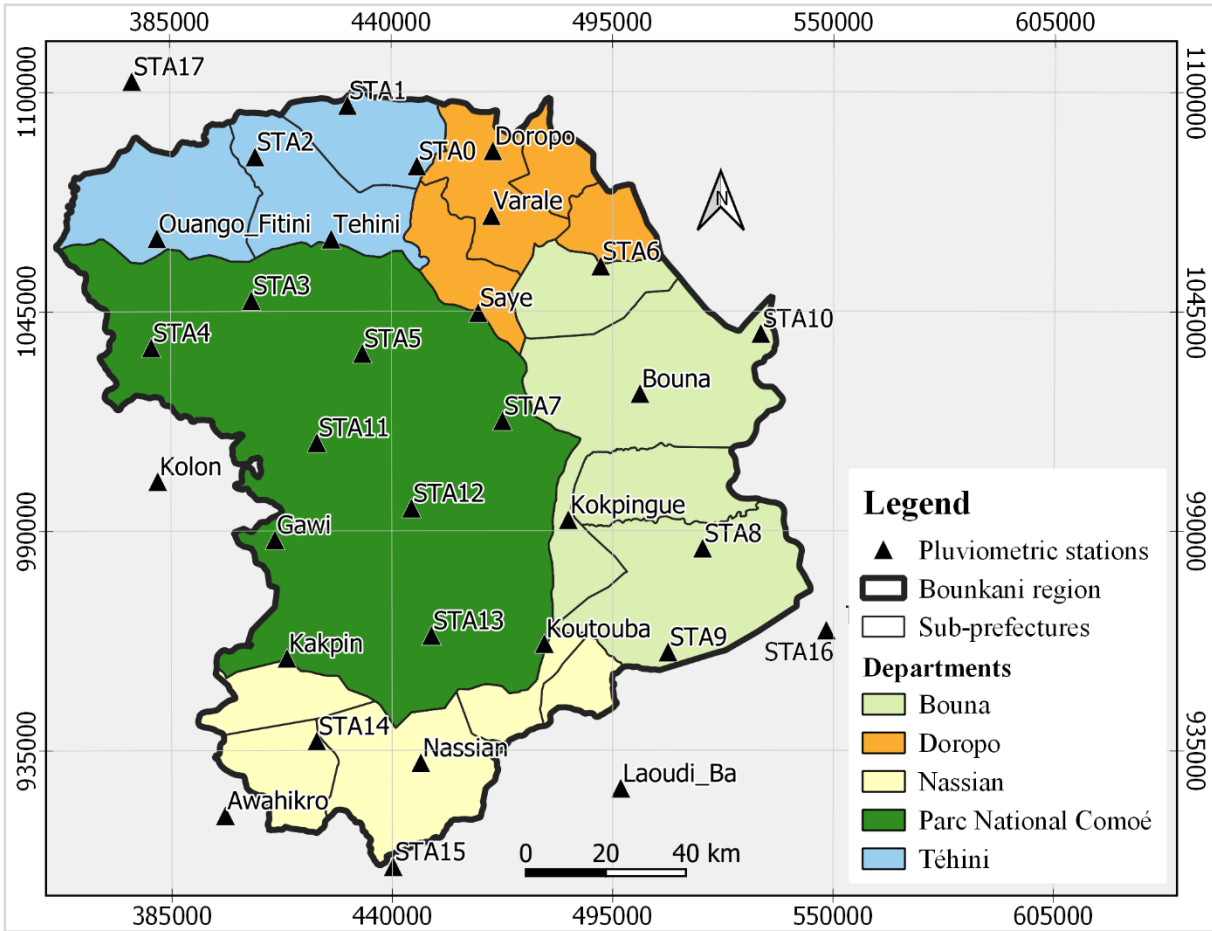 385000 440000 495000 550000 605000
STA17
1100000 1100000
STA1
Doropo
STA2
STA0
N
Varale
Ouango_Fitini
Tehini
STA6
STA3
Saye
1045000 1045000
STA10
STA4
STA5
Bouna
STA7
STA11
Kolon
STA12
Kokpingue
Gawi
STA8
990000 990000
Legend
Pluviometric stations
Bounkani region
Sub-prefectures
Departments
Bouna
Doropo
Nassian
Parc National Comoé
Téhini
STA13
Koutouba
Kakpin
STA9
STA16
STA14
Nassian
935000 935000
Laoudi_Ba
Awahikro
STA15
0 20 40 km
385000 440000 495000 550000 605000